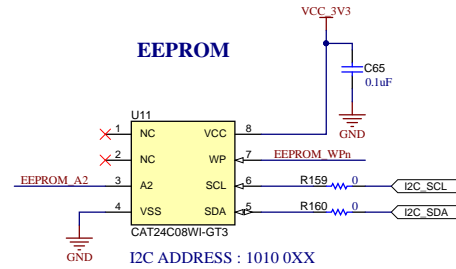 VCC_3V3
EEPROM
C65
0.1uF
GND
U11
1 NC VCC 8
2 NC WP 7 EEPROM_WPn
EEPROM_A2 3 A2 SCL 6 R159 0 I2C_SCL
4 VSS SDA 5 R160 0 I2C_SDA
CAT24C08WI-GT3
GND
I2C ADDRESS : 1010 0XX